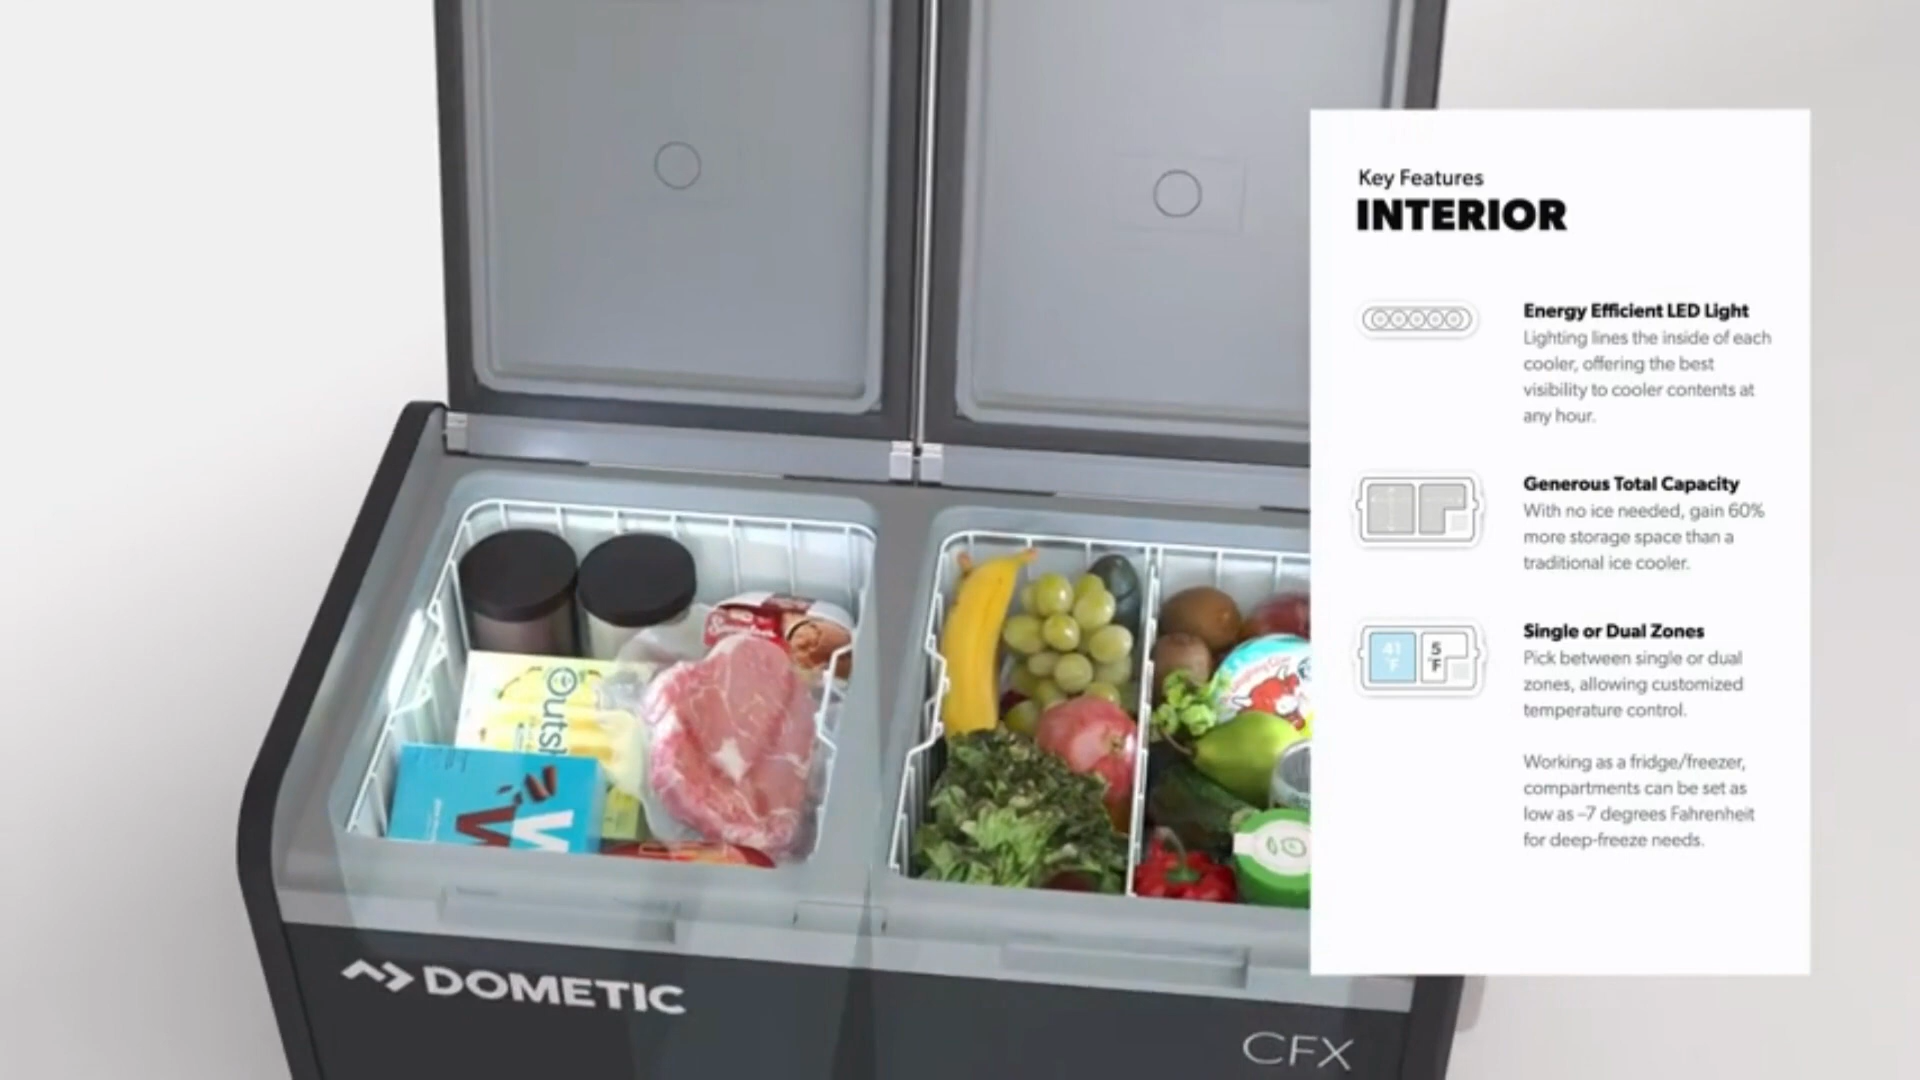 Key Features
INTERIOR
Energy Efficient LED Light
Lighting lines the inside of each
cooler, offering the best
visibility to cooler contents at
any hour.
Generous Total Capacity
With no ice needed, gain 60%
more storage space than a
traditional ice cooler.
41
°F
5
°F
Single or Dual Zones
Pick between single or dual
zones, allowing customized
temperature control.
Working as a fridge/freezer,
compartments can be set as
low as –7 degrees Fahrenheit
for deep-freeze needs.
DOMETIC
CFX